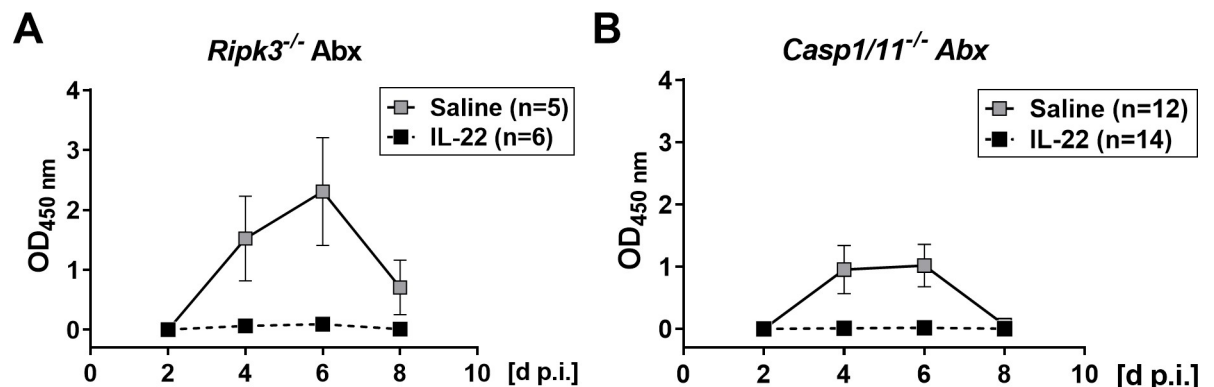 A
Ripk3-/- Abx
4
3
2
1
0
OD450 nm
Saline (n=5)
IL-22 (n=6)
0 2 4 6 8 10 [d p.i.]
B
Casp1/11-/- Abx
4
3
2
1
0
OD450 nm
Saline (n=12)
IL-22 (n=14)
0 2 4 6 8 10 [d p.i.]